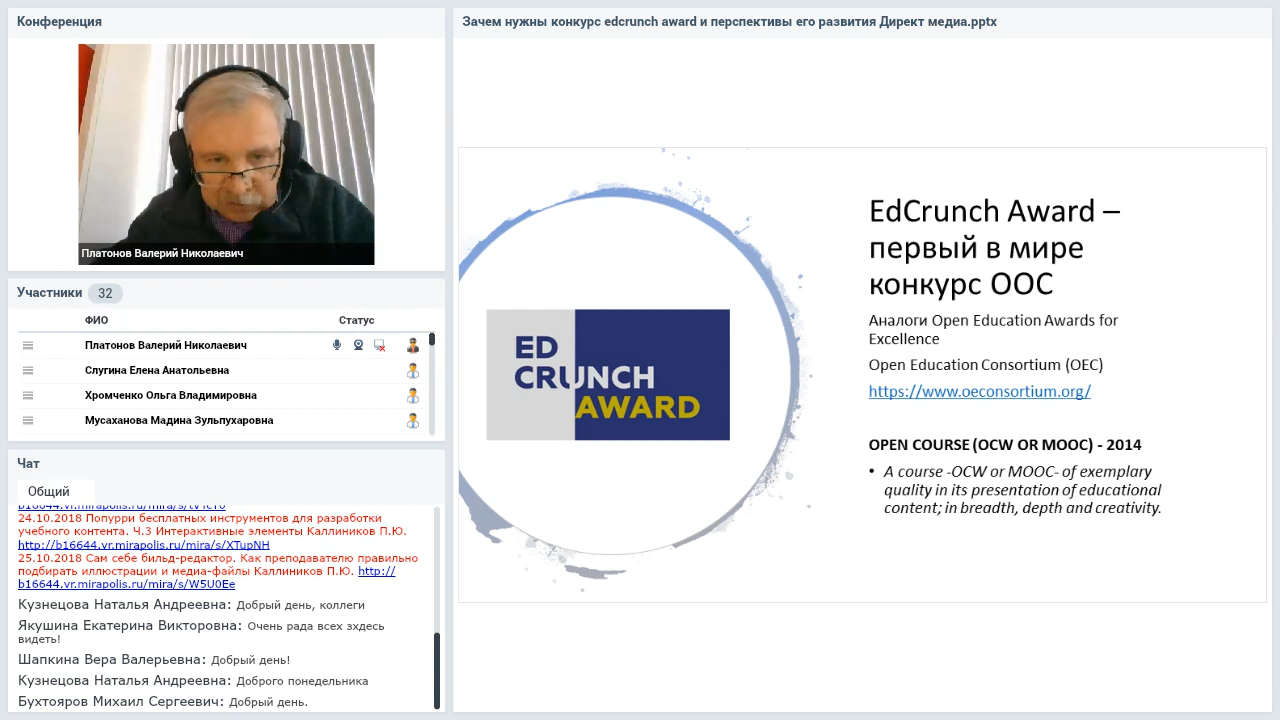 Конференция
Платонов Валерий Николаевич
Участники 32
ФИО Статус
Платонов Валерий Николаевич
Слугина Елена Анатольевна
Хромченко Ольга Владимировна
Мусаханова Мадина Зульпухаровна
Чат
Общий
24.10.2018 Попурри бесплатных инструментов для разработки
учебного контента. Ч.3 Интерактивные элементы Каллиников П.Ю.
http://b16644.vr.mirapolis.ru/mira/s/XTupNH
25.10.2018 Сам себе бильд-редактор. Как преподавателю правильно
подбирать иллюстрации и медиа-файлы Каллиников П.Ю. http://
b16644.vr.mirapolis.ru/mira/s/W5U0Ee
Кузнецова Наталья Андреевна: Добрый день, коллеги
Якушина Екатерина Викторовна: Очень рада всех зхдесь
видеть!
Шапкина Вера Валерьевна: Добрый день!
Кузнецова Наталья Андреевна: Доброго понедельника
Бухтояров Михаил Сергеевич: Добрый день.
Зачем нужны конкурс edcrunch award и перспективы его развития Директ медиа.pptx
ED
CRUNCH
AWARD
EdCrunch Award –
первый в мире
конкурс ООС
Аналоги Open Education Awards for
Excellence
Open Education Consortium (OEC)
https://www.oeconsortium.org/
OPEN COURSE (OCW OR MOOC) - 2014
• A course -OCW or MOOC- of exemplary
quality in its presentation of educational
content; in breadth, depth and creativity.